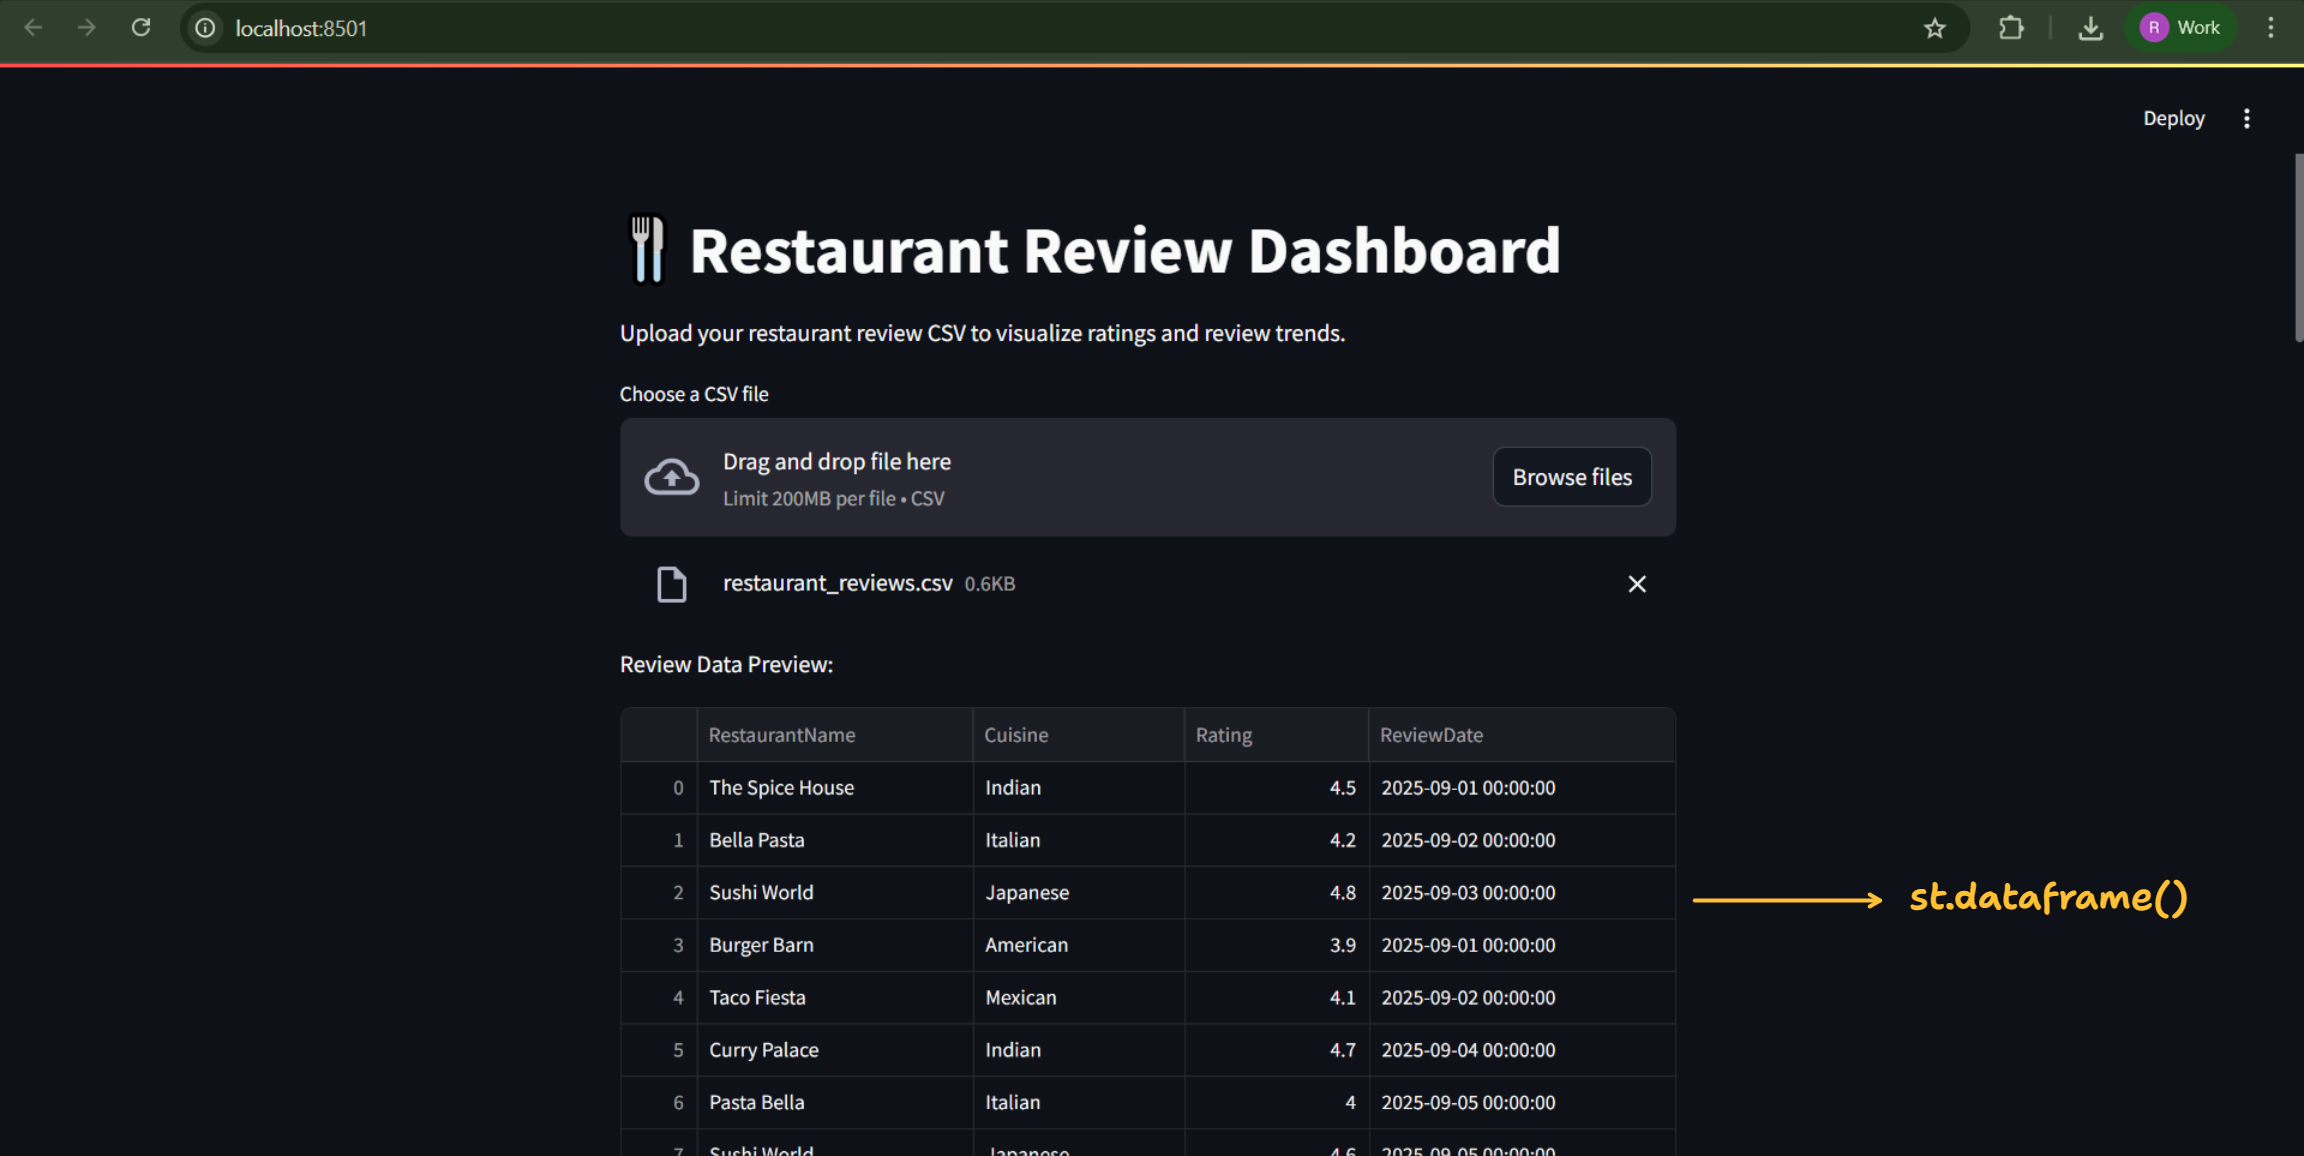 localhost:8501
R Work
Deploy
Restaurant Review Dashboard
Upload your restaurant review CSV to visualize ratings and review trends.
Choose a CSV file
Drag and drop file here
Limit 200MB per file • CSV
Browse files
restaurant_reviews.csv 0.6KB
Review Data Preview:
RestaurantName Cuisine Rating ReviewDate
0 The Spice House Indian 4.5 2025-09-01 00:00:00
1 Bella Pasta Italian 4.2 2025-09-02 00:00:00
2 Sushi World Japanese 4.8 2025-09-03 00:00:00
st.dataframe()
3 Burger Barn American 3.9 2025-09-01 00:00:00
4 Taco Fiesta Mexican 4.1 2025-09-02 00:00:00
5 Curry Palace Indian 4.7 2025-09-04 00:00:00
6 Pasta Bella Italian 4 2025-09-05 00:00:00
7 Sushi World Japanese 4.6 2025-09-05 00:00:00